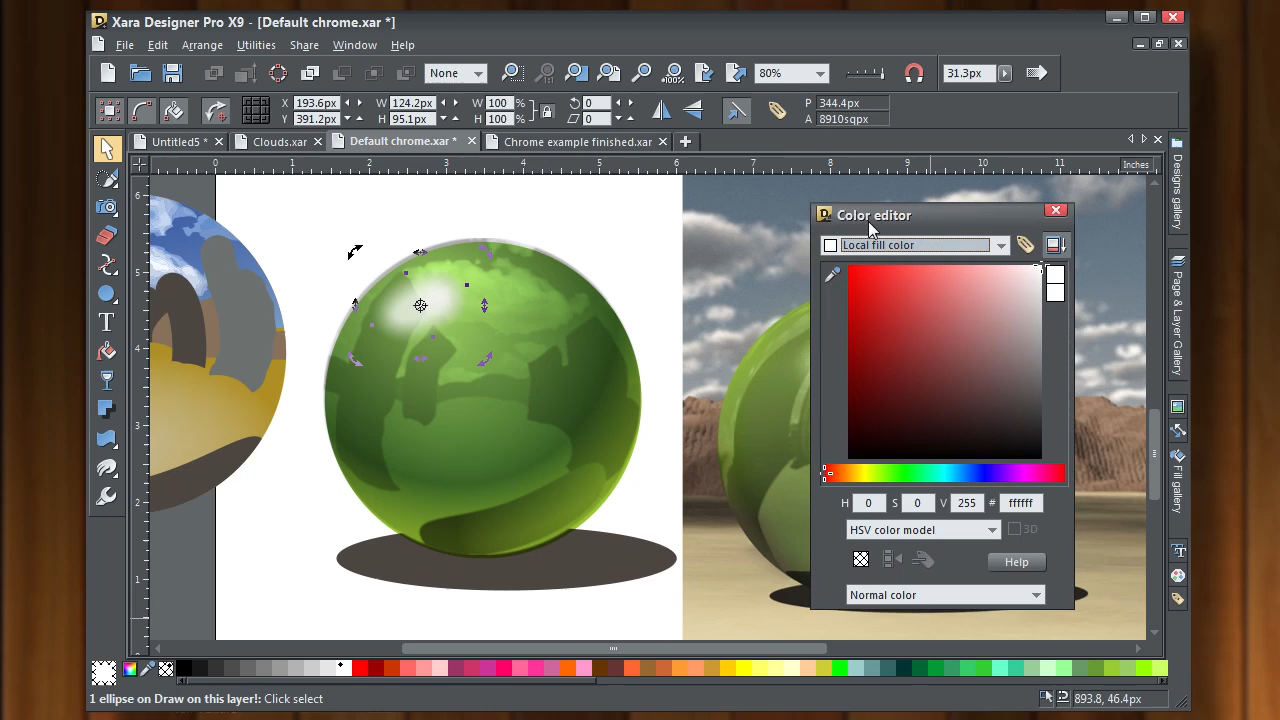 Xara Designer Pro X9 - [Default chrome.xar *]
File Edit Arrange Utilities Share Window Help
None 100% 80% 31.3px
X 193.6px W 124.2px W 100 % 0 P 344.4px
Y 391.2px H 95.1px H 100 % 0 A 8910sqpx
Untitled5 * Clouds.xar Default chrome.xar * Chrome example finished.xar
0 1 2 3 4 5 6 7 8 9 10 11 Inches
6
5
4
3
2
1
Designs gallery
Page & Layer Gallery
Fill gallery
Color editor
Local fill color
H 0 S 0 V 255 # ffffff
HSV color model 3D
Help
Normal color
1 ellipse on Draw on this layer!: Click select
893.8, 46.4px